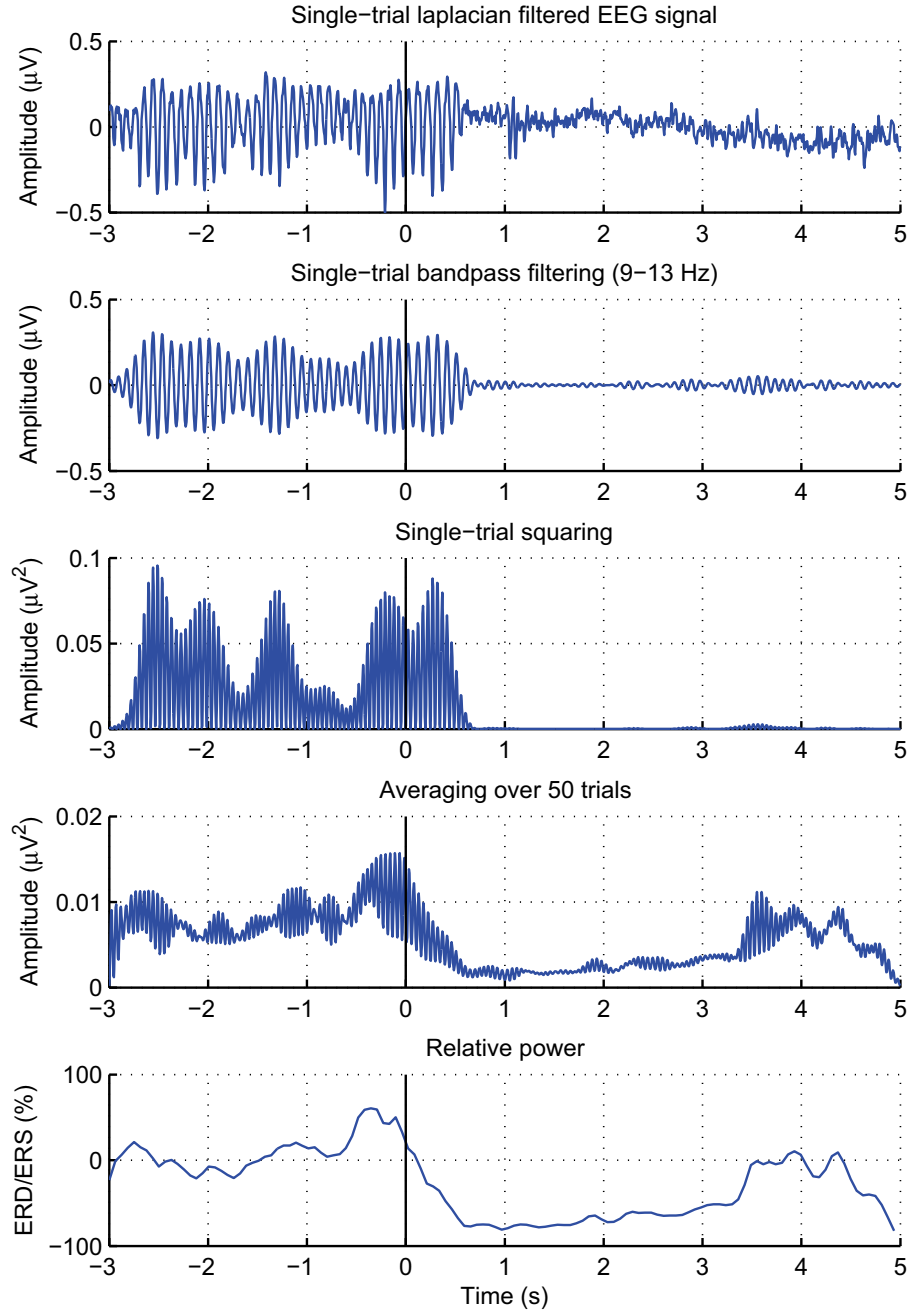 Single−trial laplacian filtered EEG signal
0.5
0
−0.5
Amplitude (μV)
−3 −2 −1 0 1 2 3 4 5
Single−trial bandpass filtering (9−13 Hz)
0.5
0
−0.5
Amplitude (μV)
−3 −2 −1 0 1 2 3 4 5
Single−trial squaring
0.1
0.05
0
Amplitude (μV²)
−3 −2 −1 0 1 2 3 4 5
Averaging over 50 trials
0.02
0.01
0
Amplitude (μV²)
−3 −2 −1 0 1 2 3 4 5
Relative power
100
0
−100
ERD/ERS (%)
−3 −2 −1 0 1 2 3 4 5
Time (s)